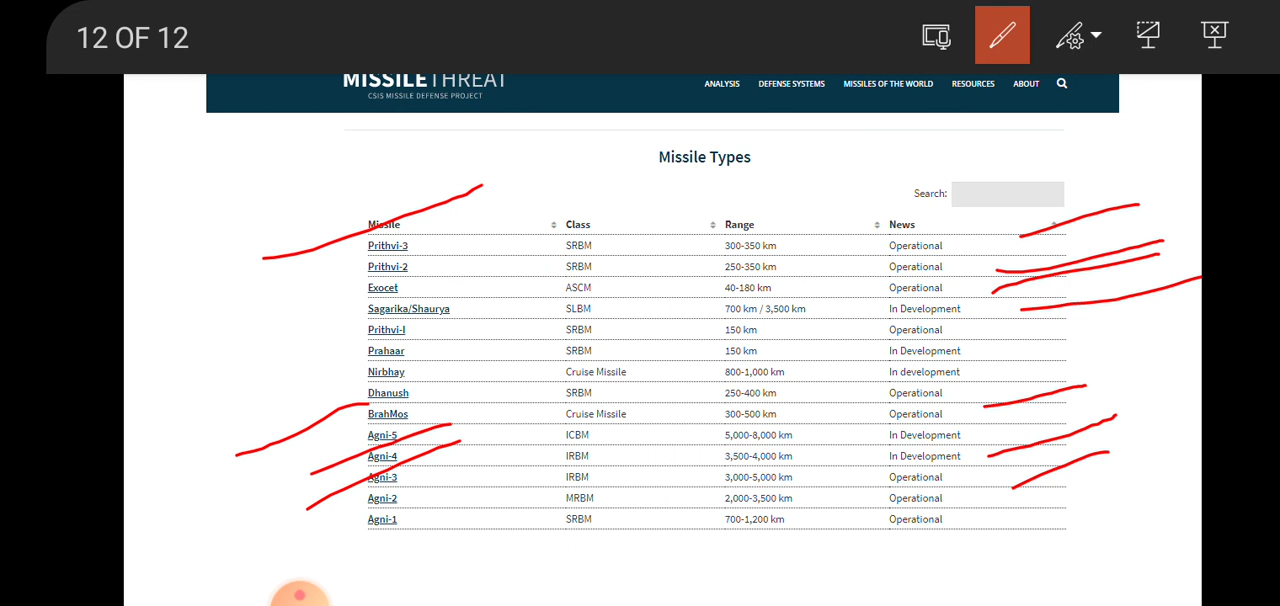 12 OF 12
MISSILETHREAT
CSIS MISSILE DEFENSE PROJECT
ANALYSIS DEFENSE SYSTEMS MISSILES OF THE WORLD RESOURCES ABOUT
Missile Types
Search:
Missile Class Range News
Prithvi-3 SRBM 300-350 km Operational
Prithvi-2 SRBM 250-350 km Operational
Exocet ASCM 40-180 km Operational
Sagarika/Shaurya SLBM 700 km / 3,500 km In Development
Prithvi-I SRBM 150 km Operational
Prahaar SRBM 150 km In Development
Nirbhay Cruise Missile 800-1,000 km In development
Dhanush SRBM 250-400 km Operational
BrahMos Cruise Missile 300-500 km Operational
Agni-5 ICBM 5,000-8,000 km In Development
Agni-4 IRBM 3,500-4,000 km In Development
Agni-3 IRBM 3,000-5,000 km Operational
Agni-2 MRBM 2,000-3,500 km Operational
Agni-1 SRBM 700-1,200 km Operational